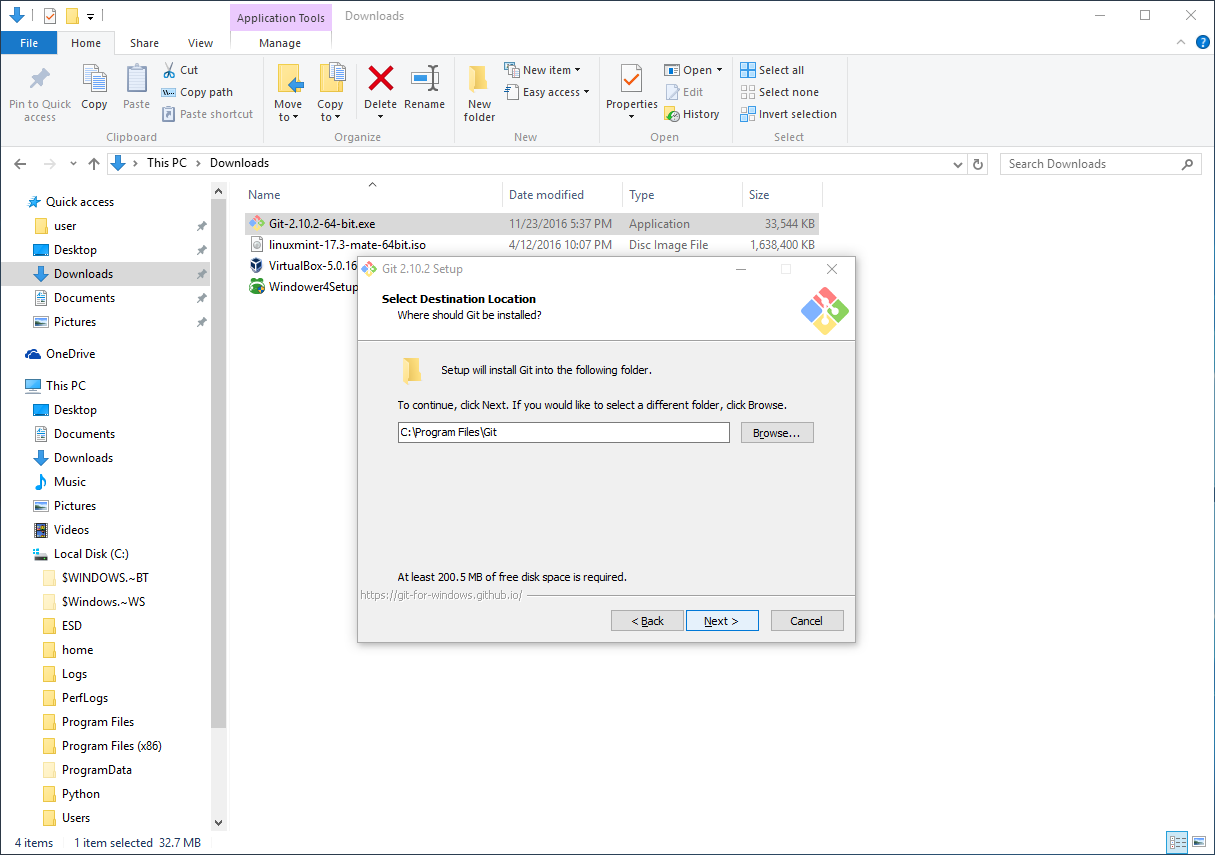 Application Tools
Downloads
File
Home
Share
View
Manage
Pin to Quick access
Copy
Paste
Cut
Copy path
Paste shortcut
Clipboard
Move to
Copy to
Delete
Rename
Organize
New folder
New item
Easy access
New
Properties
Open
Edit
History
Open
Select all
Select none
Invert selection
Select
This PC > Downloads
Search Downloads
Quick access
user
Desktop
Downloads
Documents
Pictures
OneDrive
This PC
Desktop
Documents
Downloads
Music
Pictures
Videos
Local Disk (C:)
$WINDOWS.~BT
$Windows.~WS
ESD
home
Logs
PerfLogs
Program Files
Program Files (x86)
ProgramData
Python
Users
Name Date modified Type Size
Git-2.10.2-64-bit.exe 11/23/2016 5:37 PM Application 33,544 KB
linuxmint-17.3-mate-64bit.iso 4/12/2016 10:07 PM Disc Image File 1,638,400 KB
VirtualBox-5.0.16
Windower4Setup
Git 2.10.2 Setup
Select Destination Location
Where should Git be installed?
Setup will install Git into the following folder.
To continue, click Next. If you would like to select a different folder, click Browse.
C:\Program Files\Git
Browse...
At least 200.5 MB of free disk space is required.
https://git-for-windows.github.io/
< Back
Next >
Cancel
4 items 1 item selected 32.7 MB